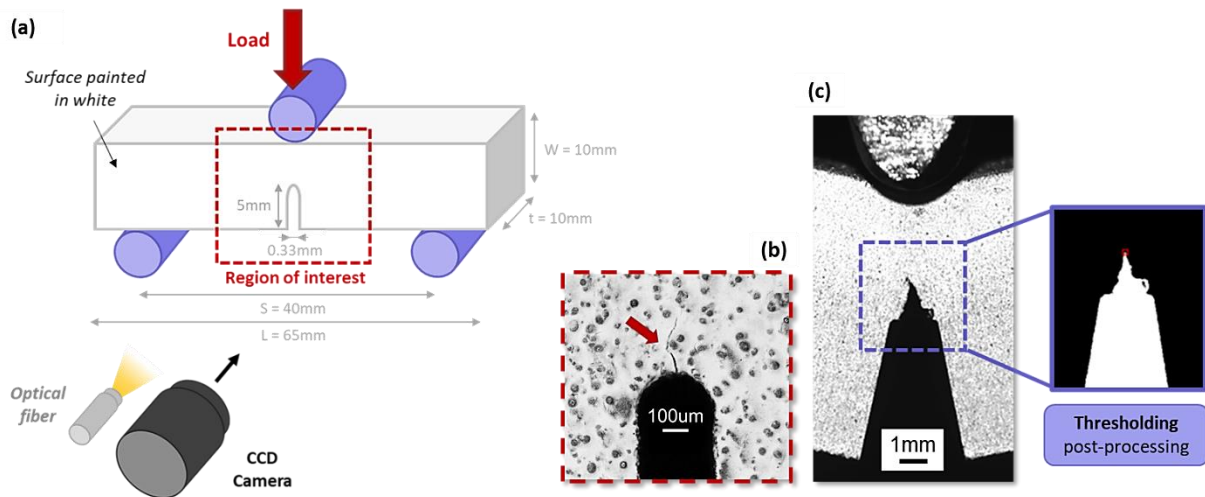 (a)
Load
Surface painted
in white
W = 10mm
5mm
t = 10mm
0.33mm
Region of interest
S = 40mm
L = 65mm
Optical
fiber
CCD
Camera
(b)
100um
(c)
1mm
Thresholding
post-processing